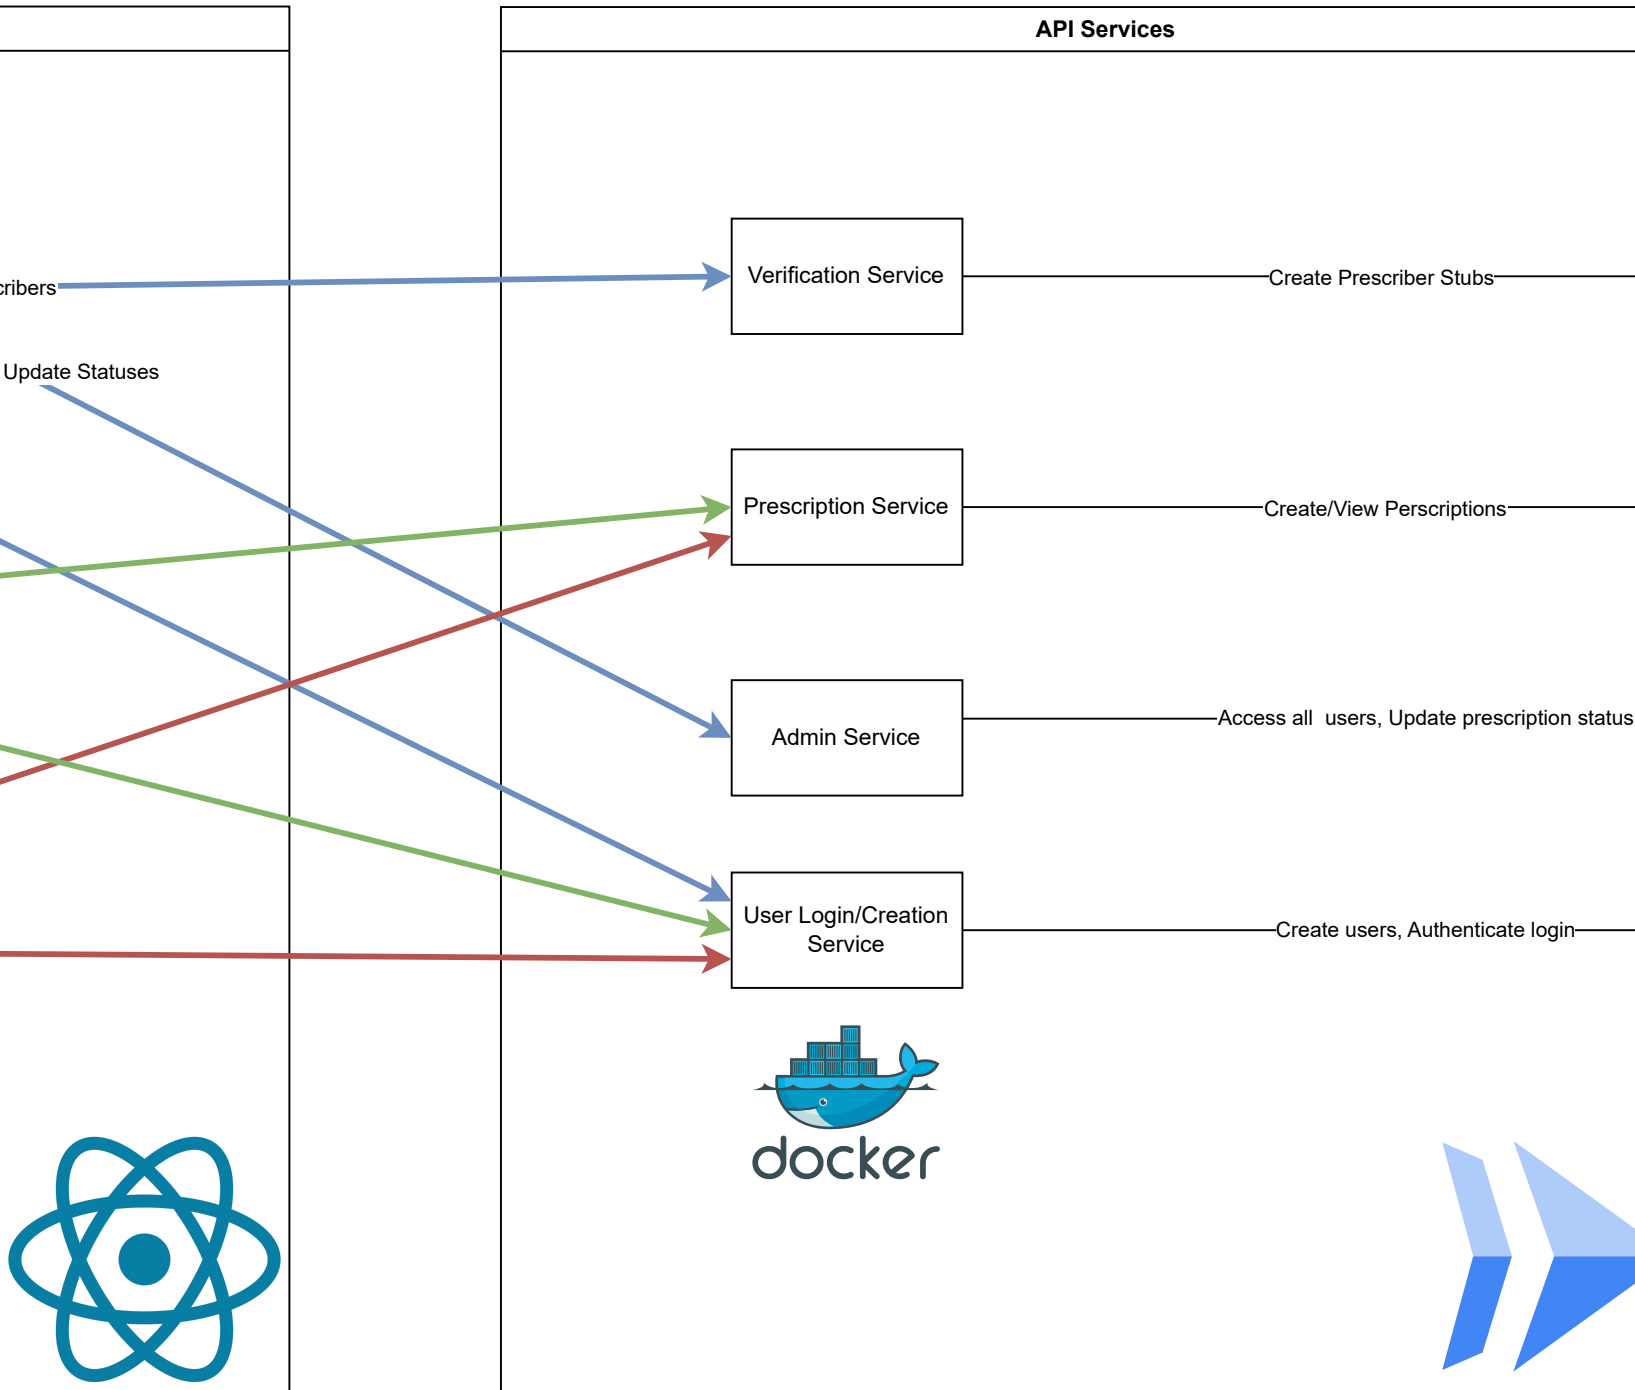 API Services
Verification Service
Create Prescriber Stubs
cribers
Update Statuses
Prescription Service
Create/View Perscriptions
Admin Service
Access all  users, Update prescription status
User Login/Creation
Service
Create users, Authenticate login
docker